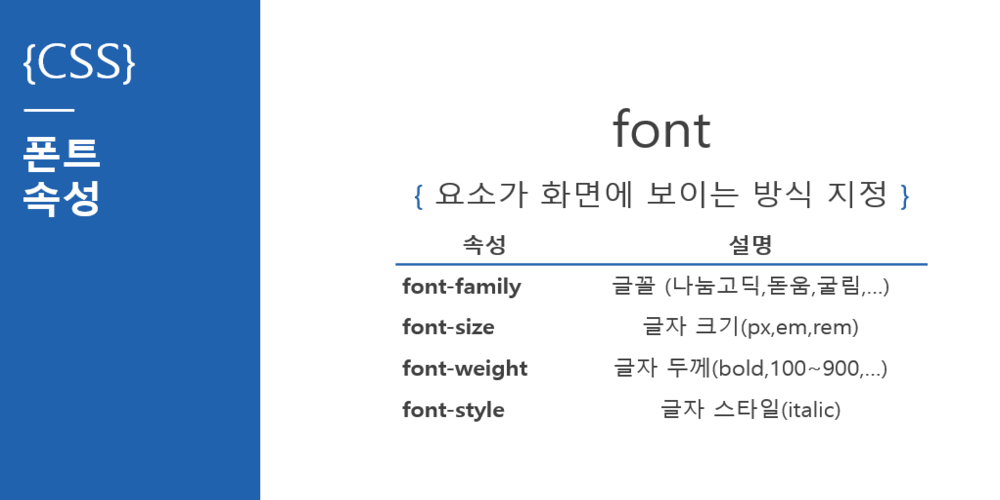 {CSS}
폰트
속성
font
{ 요소가 화면에 보이는 방식 지정 }
속성 설명
font-family 글꼴 (나눔고딕,돋움,굴림,...)
font-size 글자 크기(px,em,rem)
font-weight 글자 두께(bold,100~900,...)
font-style 글자 스타일(italic)